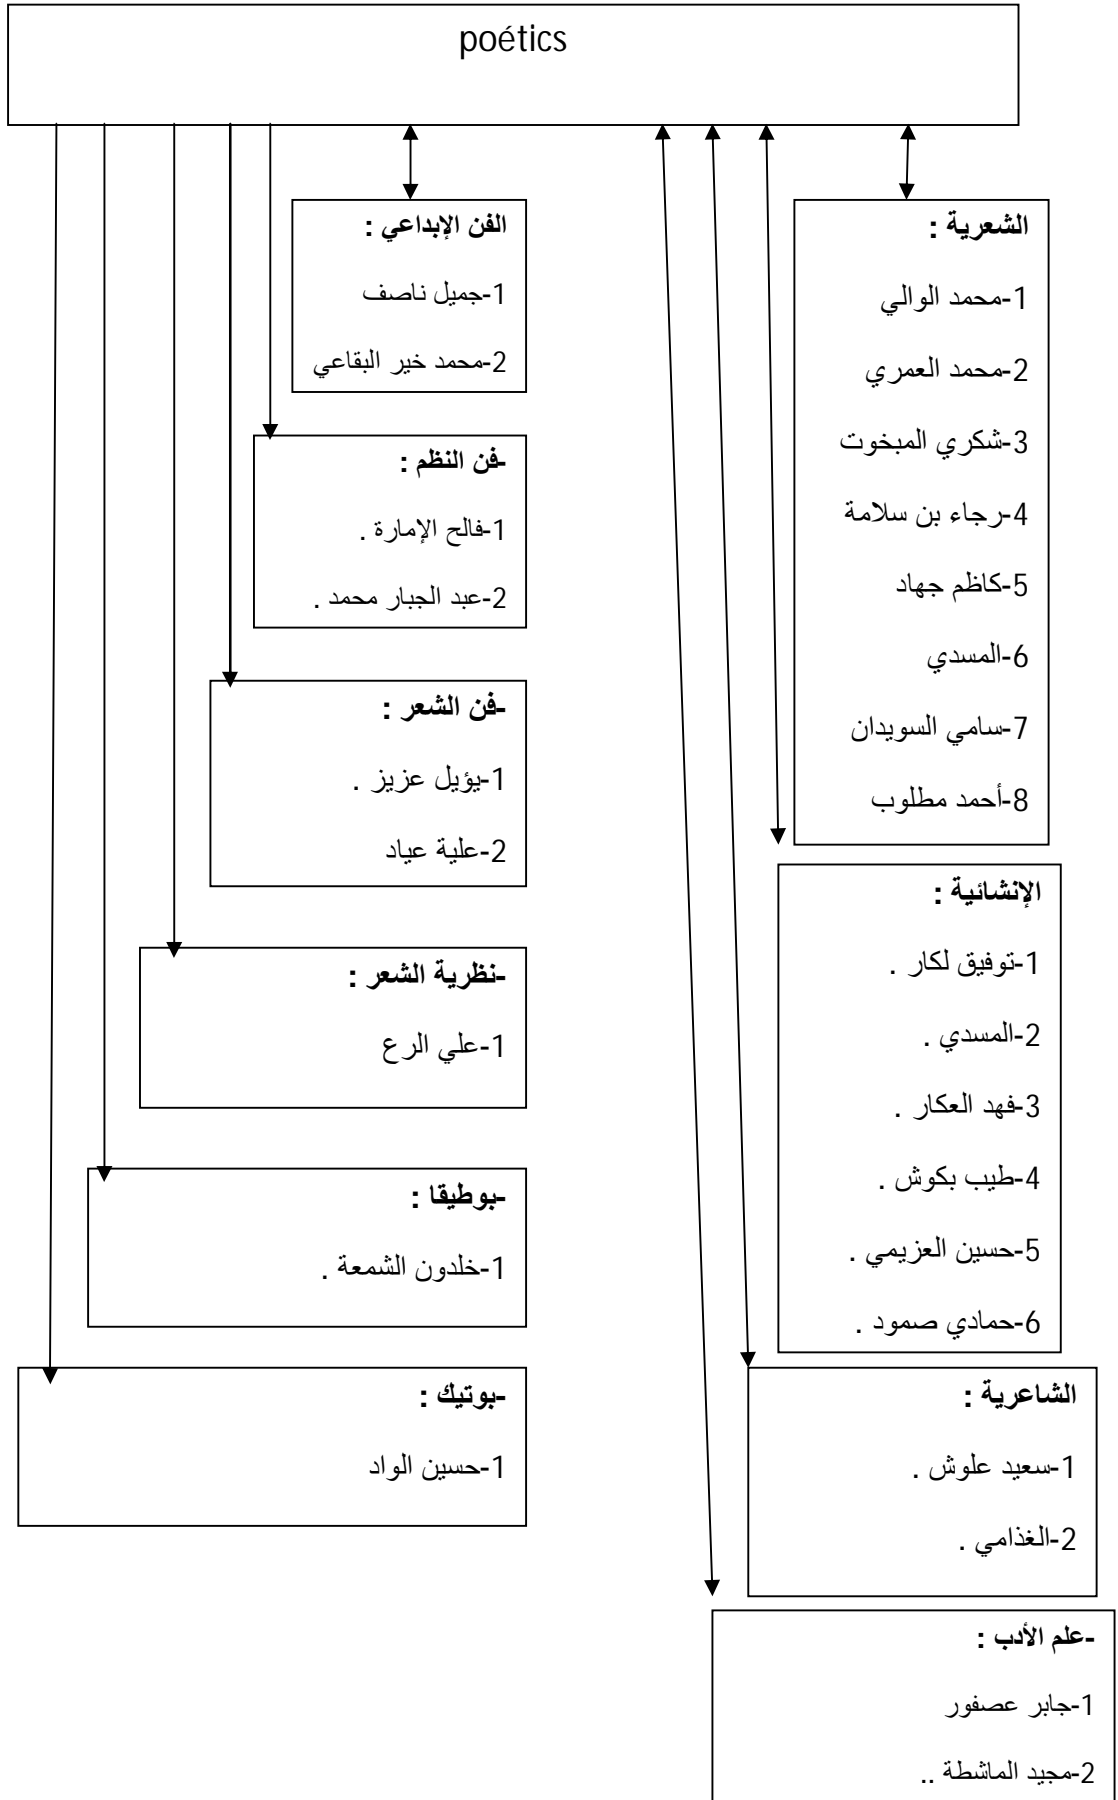 poétics
الشعرية :
1-محمد الوالي
2-محمد العمري
3-شكري المبخوت
4-رجاء بن سلامة
5-كاظم جهاد
6-المسدي
7-سامي السويدان
8-أحمد مطلوب
الإنشائية :
1-توفيق لكار .
2-المسدي .
3-فهد العكار .
4-طيب بكوش .
5-حسين العزيمي .
6-حمادي صمود .
الشاعرية :
1-سعيد علوش .
2-الغذامي .
-علم الأدب :
1-جابر عصفور
2-مجيد الماشطة ..
الفن الإبداعي :
1-جميل ناصف
2-محمد خير البقاعي
-فن النظم :
1-فالح الإمارة .
2-عبد الجبار محمد .
-فن الشعر :
1-يؤيل عزيز .
2-علية عياد
-نظرية الشعر :
1-علي الرع
-بوطيقا :
1-خلدون الشمعة .
-بوتيك :
1-حسين الواد